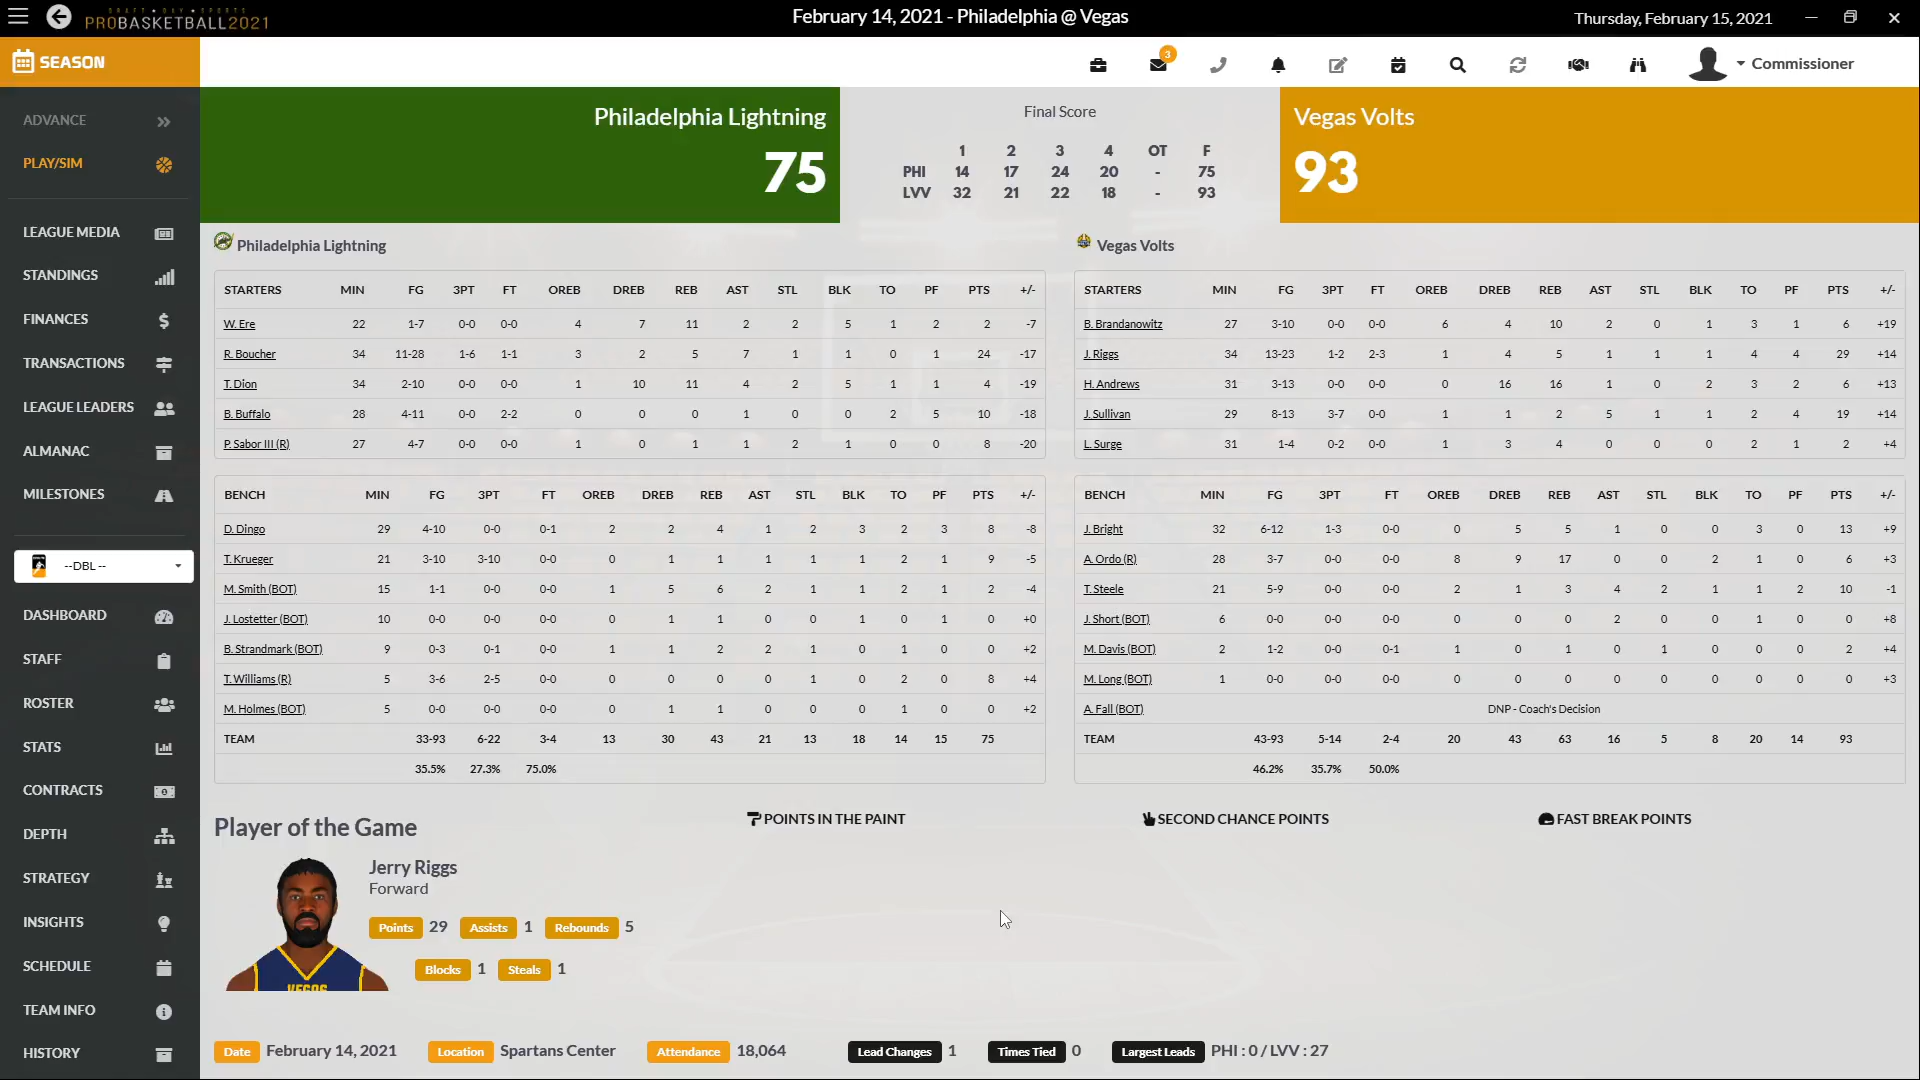 DRAFT · DAY · SPORTS
PROBASKETBALL2021
February 14, 2021 - Philadelphia @ Vegas
Thursday, February 15, 2021
SEASON
3
Commissioner
ADVANCE
PLAY/SIM
LEAGUE MEDIA
STANDINGS
FINANCES
TRANSACTIONS
LEAGUE LEADERS
ALMANAC
MILESTONES
--DBL --
DASHBOARD
STAFF
ROSTER
STATS
CONTRACTS
DEPTH
STRATEGY
INSIGHTS
SCHEDULE
TEAM INFO
HISTORY
Philadelphia Lightning
75
Final Score
1 2 3 4 OT F
PHI 14 17 24 20 - 75
LVV 32 21 22 18 - 93
Vegas Volts
93
Philadelphia Lightning
STARTERS MIN FG 3PT FT OREB DREB REB AST STL BLK TO PF PTS +/-
W. Ere 22 1-7 0-0 0-0 4 7 11 2 2 5 1 2 2 -7
R. Boucher 34 11-28 1-6 1-1 3 2 5 7 1 1 0 1 24 -17
T. Dion 34 2-10 0-0 0-0 1 10 11 4 2 5 1 1 4 -19
B. Buffalo 28 4-11 0-0 2-2 0 0 0 1 0 0 2 5 10 -18
P. Sabor III (R) 27 4-7 0-0 0-0 1 0 1 1 2 1 0 0 8 -20
BENCH MIN FG 3PT FT OREB DREB REB AST STL BLK TO PF PTS +/-
D. Dingo 29 4-10 0-0 0-1 2 2 4 1 2 3 2 3 8 -8
T. Krueger 21 3-10 3-10 0-0 0 1 1 1 1 1 2 1 9 -5
M. Smith (BOT) 15 1-1 0-0 0-0 1 5 6 2 1 1 2 1 2 -4
J. Lostetter (BOT) 10 0-0 0-0 0-0 0 1 1 0 0 1 0 1 0 +0
B. Strandmark (BOT) 9 0-3 0-1 0-0 1 1 2 2 1 0 1 0 0 +2
T. Williams (R) 5 3-6 2-5 0-0 0 0 0 0 1 0 2 0 8 +4
M. Holmes (BOT) 5 0-0 0-0 0-0 0 1 1 0 0 0 1 0 0 +2
TEAM 33-93 6-22 3-4 13 30 43 21 13 18 14 15 75
35.5% 27.3% 75.0%
Vegas Volts
STARTERS MIN FG 3PT FT OREB DREB REB AST STL BLK TO PF PTS +/-
B. Brandanowitz 27 3-10 0-0 0-0 6 4 10 2 0 1 3 1 6 +19
J. Riggs 34 13-23 1-2 2-3 1 4 5 1 1 1 4 4 29 +14
H. Andrews 31 3-13 0-0 0-0 0 16 16 1 0 2 3 2 6 +13
J. Sullivan 29 8-13 3-7 0-0 1 1 2 5 1 1 2 4 19 +14
L. Surge 31 1-4 0-2 0-0 1 3 4 0 0 0 2 1 2 +4
BENCH MIN FG 3PT FT OREB DREB REB AST STL BLK TO PF PTS +/-
J. Bright 32 6-12 1-3 0-0 0 5 5 1 0 0 3 0 13 +9
A. Ordo (R) 28 3-7 0-0 0-0 8 9 17 0 0 2 1 0 6 +3
T. Steele 21 5-9 0-0 0-0 2 1 3 4 2 1 1 2 10 -1
J. Short (BOT) 6 0-0 0-0 0-0 0 0 0 2 0 0 1 0 0 +8
M. Davis (BOT) 2 1-2 0-0 0-1 1 0 1 0 1 0 0 0 2 +4
M. Long (BOT) 1 0-0 0-0 0-0 0 0 0 0 0 0 0 0 0 +3
A. Fall (BOT) DNP - Coach's Decision
TEAM 43-93 5-14 2-4 20 43 63 16 5 8 20 14 93
46.2% 35.7% 50.0%
Player of the Game
POINTS IN THE PAINT
SECOND CHANCE POINTS
FAST BREAK POINTS
Jerry Riggs
Forward
Points 29 Assists 1 Rebounds 5
Blocks 1 Steals 1
VEGAS
Date February 14, 2021 Location Spartans Center Attendance 18,064 Lead Changes 1 Times Tied 0 Largest Leads PHI : 0 / LVV : 27